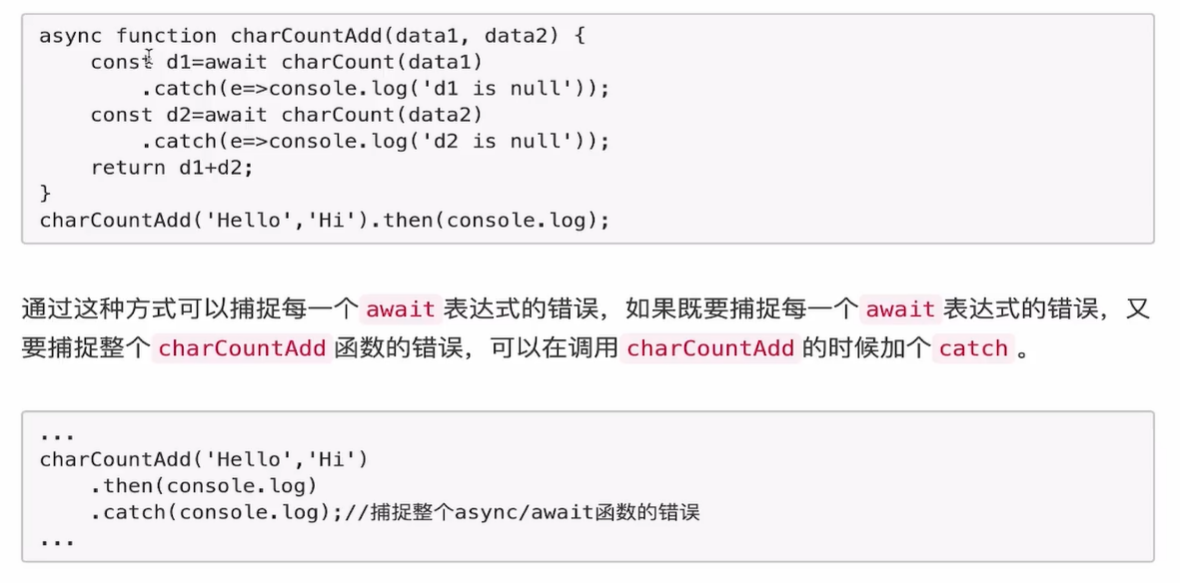 async function charCountAdd(data1, data2) {
const d1=await charCount(data1)
.catch(e=>console.log('d1 is null'));
const d2=await charCount(data2)
.catch(e=>console.log('d2 is null'));
return d1+d2;
}
charCountAdd('Hello','Hi').then(console.log);
通过这种方式可以捕捉每一个 await 表达式的错误，如果既要捕捉每一个 await 表达式的错误，又
要捕捉整个 charCountAdd 函数的错误，可以在调用 charCountAdd 的时候加个 catch 。
...
charCountAdd('Hello','Hi')
.then(console.log)
.catch(console.log);//捕捉整个async/await函数的错误
...